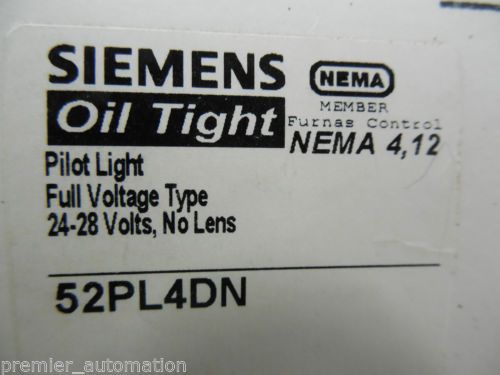 SIEMENS
NEMA
MEMBER
Oil Tight
Furnas Control
NEMA 4,12
Pilot Light
Full Voltage Type
24-28 Volts, No Lens
52PL4DN
premier_automation